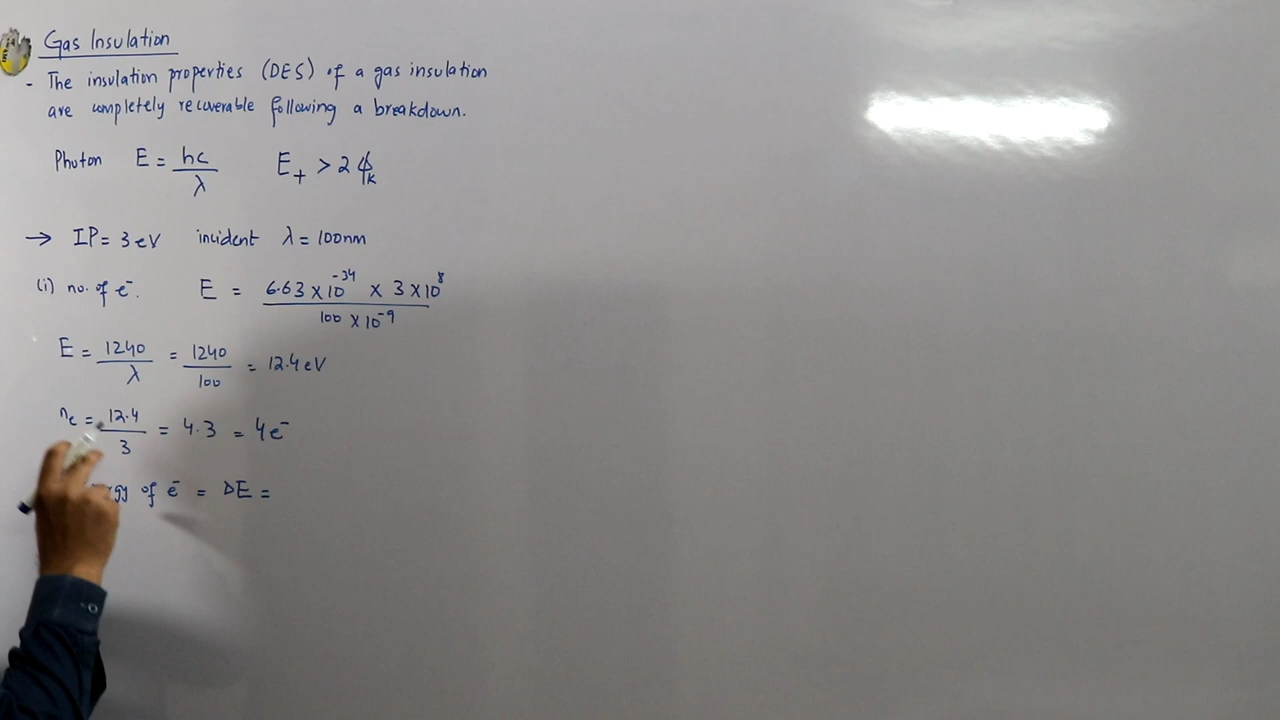 Gas Insulation
- The insulation properties (DES) of a gas insulation
are completely recoverable following a breakdown.
Photon E = hc / λ E₊ > 2 ϕₖ
→ IP = 3 eV incident λ = 100nm
(i) no. of e⁻. E = 6.63 × 10⁻³⁴ × 3 × 10⁸ / 100 × 10⁻⁹
E = 1240 / λ = 1240 / 100 = 12.4 eV
nₑ = 12.4 / 3 = 4.3 = 4e⁻
of e⁻ = ΔE =